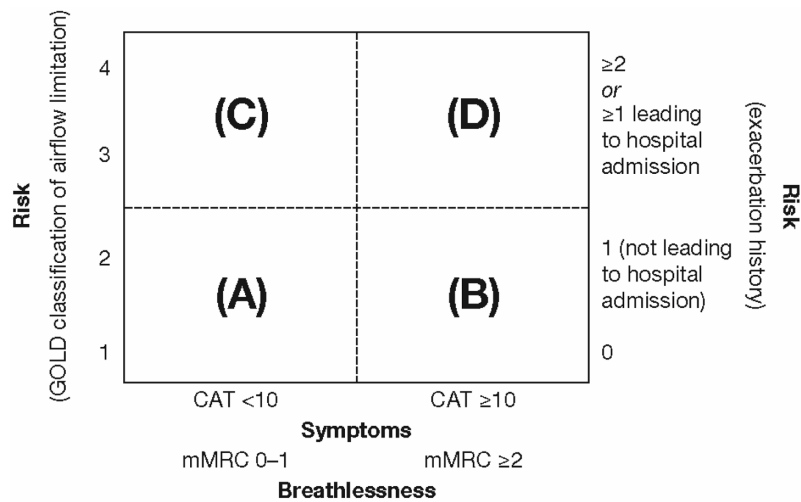 Risk
(GOLD classification of airflow limitation)
4
3
2
1
(C)
(D)
(A)
(B)
≥2
or
≥1 leading
to hospital
admission
1 (not leading
to hospital
admission)
0
Risk
(exacerbation history)
CAT <10
CAT ≥10
Symptoms
mMRC 0–1
mMRC ≥2
Breathlessness